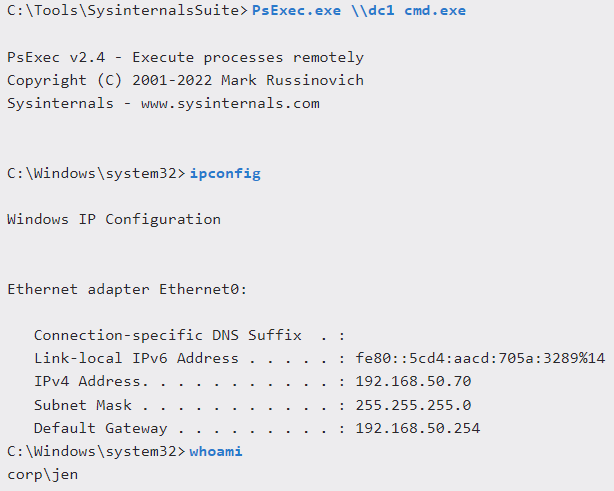 C:\Tools\SysinternalsSuite> PsExec.exe \\dc1 cmd.exe
PsExec v2.4 - Execute processes remotely
Copyright (C) 2001-2022 Mark Russinovich
Sysinternals - www.sysinternals.com
C:\Windows\system32> ipconfig
Windows IP Configuration
Ethernet adapter Ethernet0:
Connection-specific DNS Suffix . :
Link-local IPv6 Address . . . . . : fe80::5cd4:aacd:705a:3289%14
IPv4 Address. . . . . . . . . . . : 192.168.50.70
Subnet Mask . . . . . . . . . . . : 255.255.255.0
Default Gateway . . . . . . . . . : 192.168.50.254
C:\Windows\system32> whoami
corp\jen